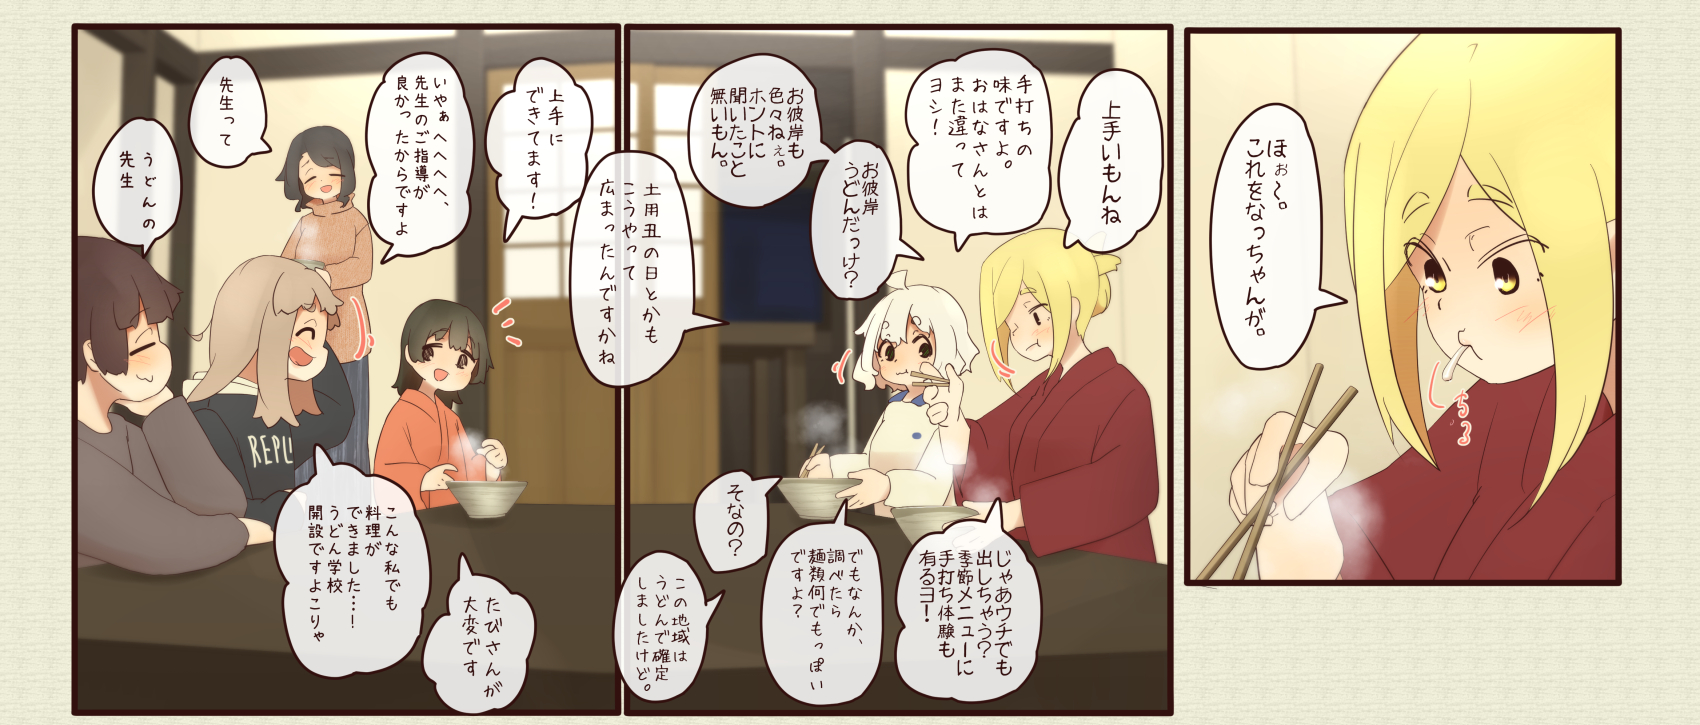 ほぉ〜。
これをなっちゃんが。
ちゅる
上手いもんね
手打ちの
味ですよ。
おはなさんとは
また違って
ヨシ！
お彼岸も
色々ねぇ。
ホントに
聞いたこと
無いもん。
お彼岸
うどんだっけ？
土用丑の日とかも
こうやって
広まったんですかね
じゃあウチでも
出しちゃう？
季節メニューに
手打ち体験も
有るヨ！
でもなんか、
調べたら
麺類何でもっぽい
ですよ？
そなの？
この地域は
うどんで確定
しましたけど。
上手に
できてます！
いやぁへへへへ、
先生のご指導が
良かったからですよ
先生って
うどんの
先生
こんな私でも
料理が
できました…！
うどん学校
開設ですよこりゃ
たびさんが
大変です
REPLI